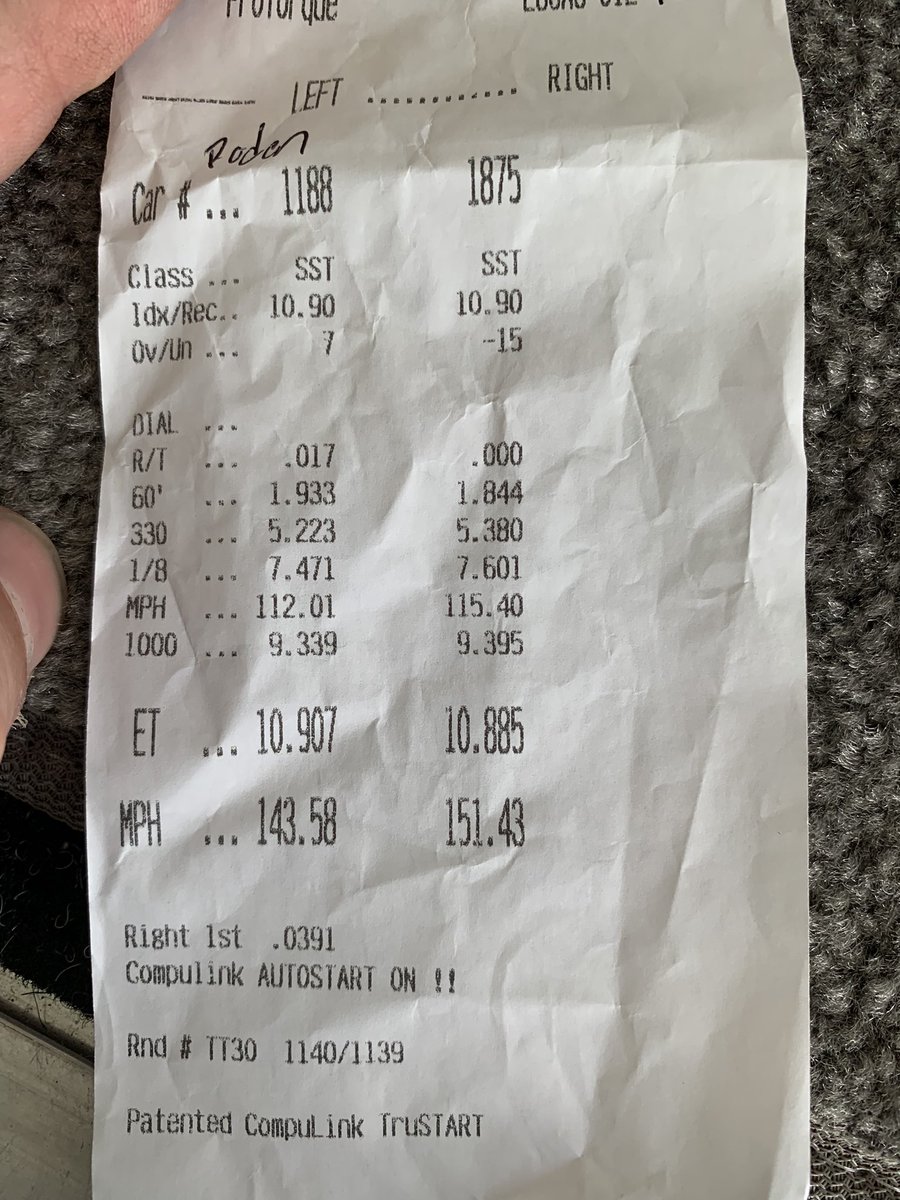 ProTorque
LEFT ............ RIGHT
Car # ... 1188 1875
Class ... SST SST
Idx/Rec.. 10.90 10.90
Ov/Un ... 7 -15
DIAL ...
R/T ... .017 .000
60' ... 1.933 1.844
330 ... 5.223 5.380
1/8 ... 7.471 7.601
MPH ... 112.01 115.40
1000 ... 9.339 9.395
ET ... 10.907 10.885
MPH ... 143.58 151.43
Right 1st .0391
Compulink AUTOSTART ON !!
Rnd # TT30 1140/1139
Patented CompuLink TruSTART